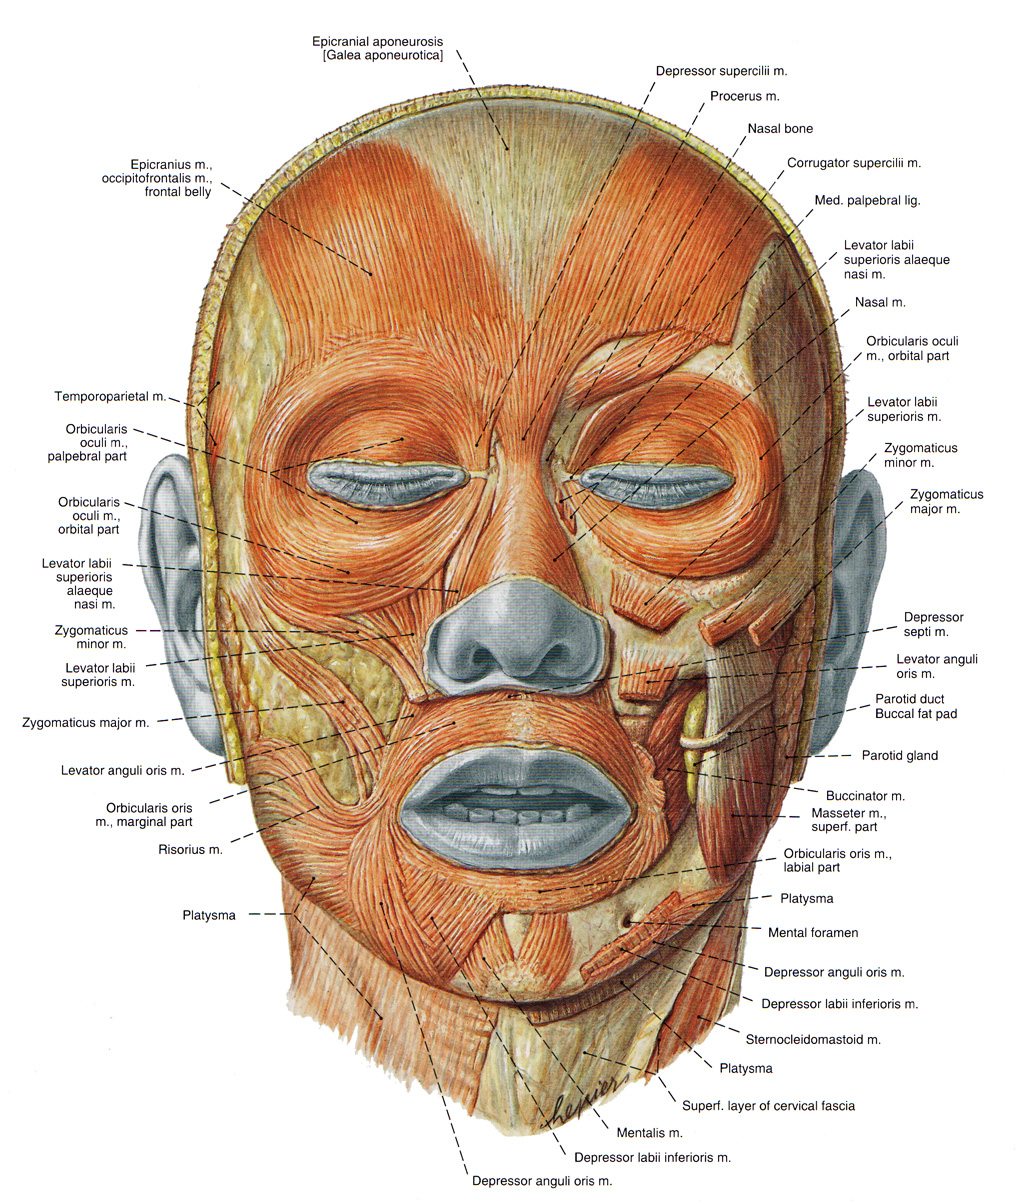 Epicranial aponeurosis
[Galea aponeurotica]
Depressor supercilii m.
Procerus m.
Nasal bone
Epicranius m.,
occipitofrontalis m.,
frontal belly
Corrugator supercilii m.
Med. palpebral lig.
Levator labii
superioris alaeque
nasi m.
Nasal m.
Orbicularis oculi
m., orbital part
Temporoparietal m.
Levator labii
superioris m.
Orbicularis
oculi m.,
palpebral part
Zygomaticus
minor m.
Orbicularis
oculi m.,
orbital part
Zygomaticus
major m.
Levator labii
superioris
alaeque
nasi m.
Zygomaticus
minor m.
Depressor
septi m.
Levator labii
superioris m.
Levator anguli
oris m.
Parotid duct
Buccal fat pad
Zygomaticus major m.
Parotid gland
Levator anguli oris m.
Buccinator m.
Orbicularis oris
m., marginal part
Masseter m.,
superf. part
Risorius m.
Orbicularis oris m.,
labial part
Platysma
Platysma
Mental foramen
Depressor anguli oris m.
Depressor labii inferioris m.
Sternocleidomastoid m.
Platysma
Superf. layer of cervical fascia
Mentalis m.
Depressor labii inferioris m.
Depressor anguli oris m.